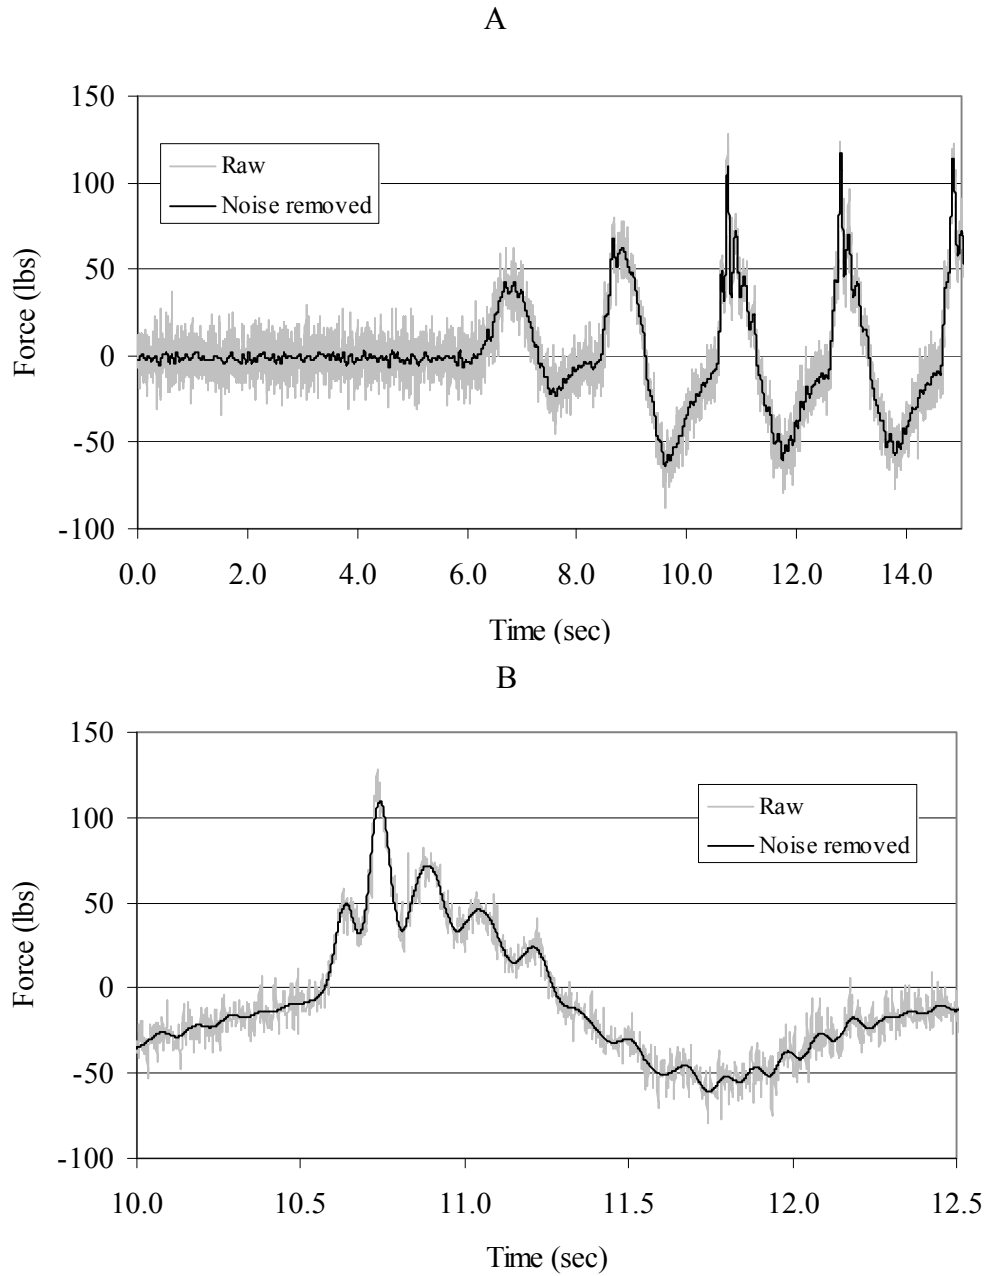 A
150
100
50
0
-50
-100
Force (lbs)
Raw
Noise removed
0.0 2.0 4.0 6.0 8.0 10.0 12.0 14.0
Time (sec)
B
150
100
50
0
-50
-100
Force (lbs)
Raw
Noise removed
10.0 10.5 11.0 11.5 12.0 12.5
Time (sec)